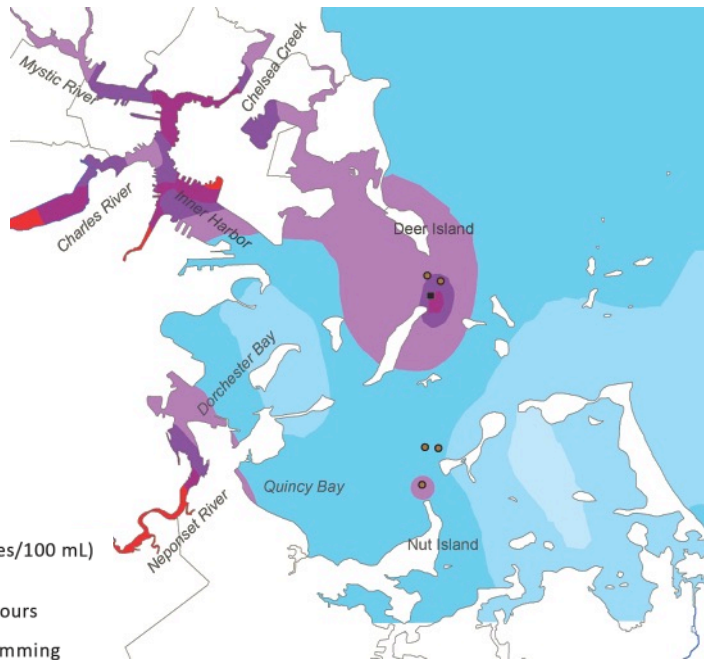 Mystic River
Chelsea Creek
Charles River
Inner Harbor
Deer Island
Dorchester Bay
Quincy Bay
Neponset River
Nut Island
es/100 mL)
ours
mming